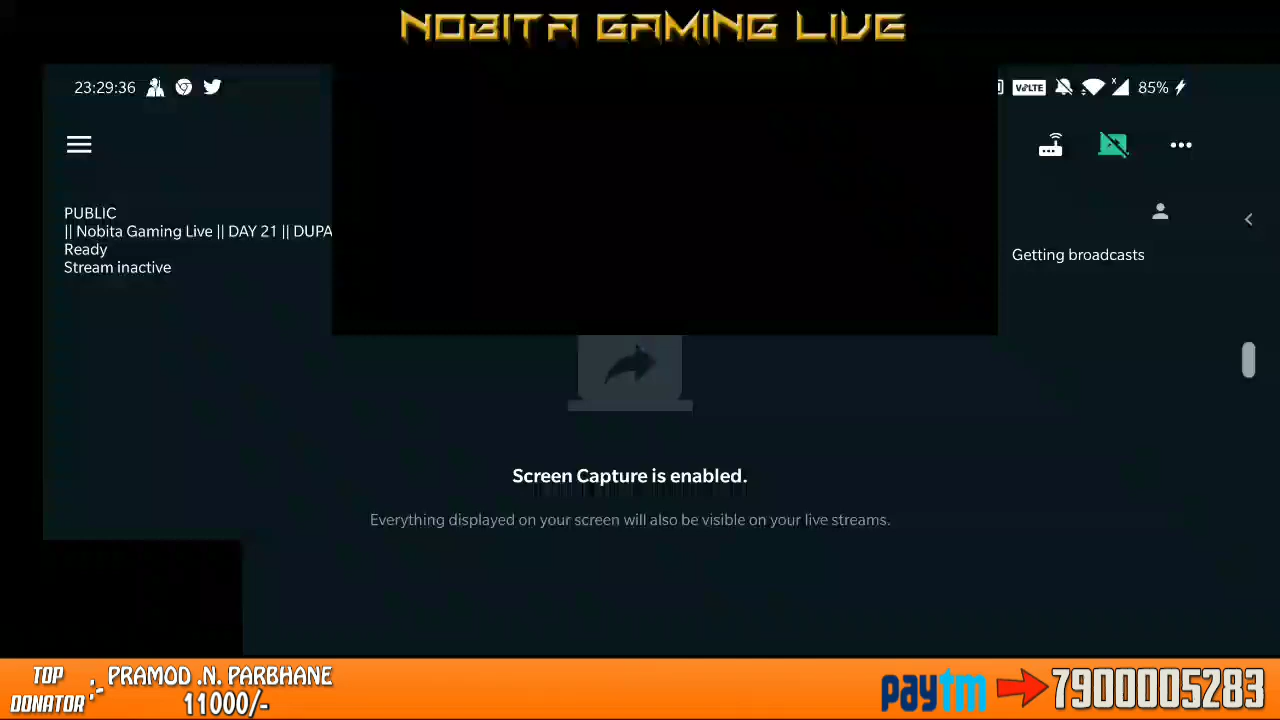 NOBITA GAMING LIVE
23:29:36
VoLTE x 85%
PUBLIC
|| Nobita Gaming Live || DAY 21 || DUPA
Ready
Stream inactive
Getting broadcasts
Screen Capture is enabled.
Everything displayed on your screen will also be visible on your live streams.
TOP DONATOR :- PRAMOD .N. PARBHANE
11000/-
paytm 7900005283